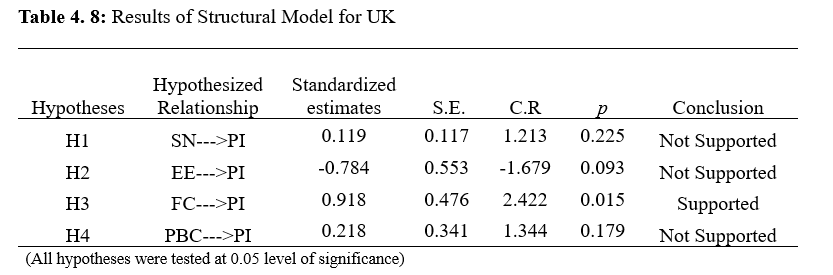 Table 4. 8: Results of Structural Model for UK
Hypothesized Standardized
Hypotheses Relationship estimates S.E. C.R p Conclusion
H1 SN--->PI 0.119 0.117 1.213 0.225 Not Supported
H2 EE--->PI -0.784 0.553 -1.679 0.093 Not Supported
H3 FC--->PI 0.918 0.476 2.422 0.015 Supported
H4 PBC--->PI 0.218 0.341 1.344 0.179 Not Supported
(All hypotheses were tested at 0.05 level of significance)